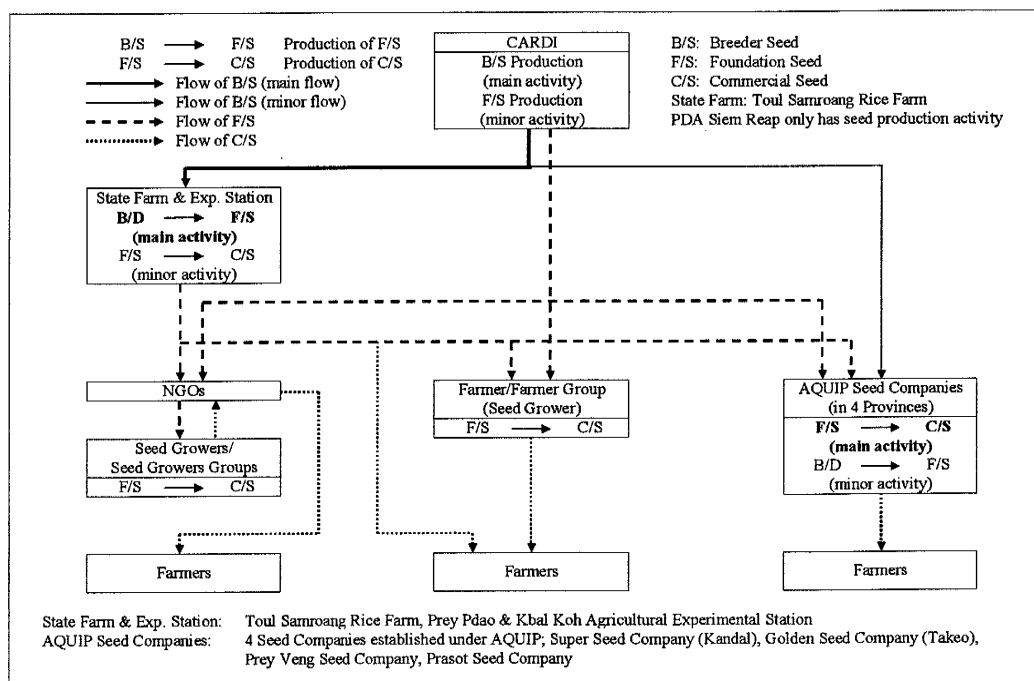 B/S → F/S Production of F/S
F/S → C/S Production of C/S
Flow of B/S (main flow)
Flow of B/S (minor flow)
Flow of F/S
Flow of C/S
CARDI
B/S Production
(main activity)
F/S Production
(minor activity)
B/S: Breeder Seed
F/S: Foundation Seed
C/S: Commercial Seed
State Farm: Toul Samroang Rice Farm
PDA Siem Reap only has seed production activity
State Farm & Exp. Station
B/D → F/S
(main activity)
F/S → C/S
(minor activity)
NGOs
Seed Growers/
Seed Growers Groups
F/S → C/S
Farmer/Farmer Group
(Seed Grower)
F/S → C/S
AQUIP Seed Companies
(in 4 Provinces)
F/S → C/S
(main activity)
B/D → F/S
(minor activity)
Farmers
Farmers
Farmers
State Farm & Exp. Station: Toul Samroang Rice Farm, Prey Pdao & Kbal Koh Agricultural Experimental Station
AQUIP Seed Companies: 4 Seed Companies established under AQUIP; Super Seed Company (Kandal), Golden Seed Company (Takeo),
Prey Veng Seed Company, Prasot Seed Company